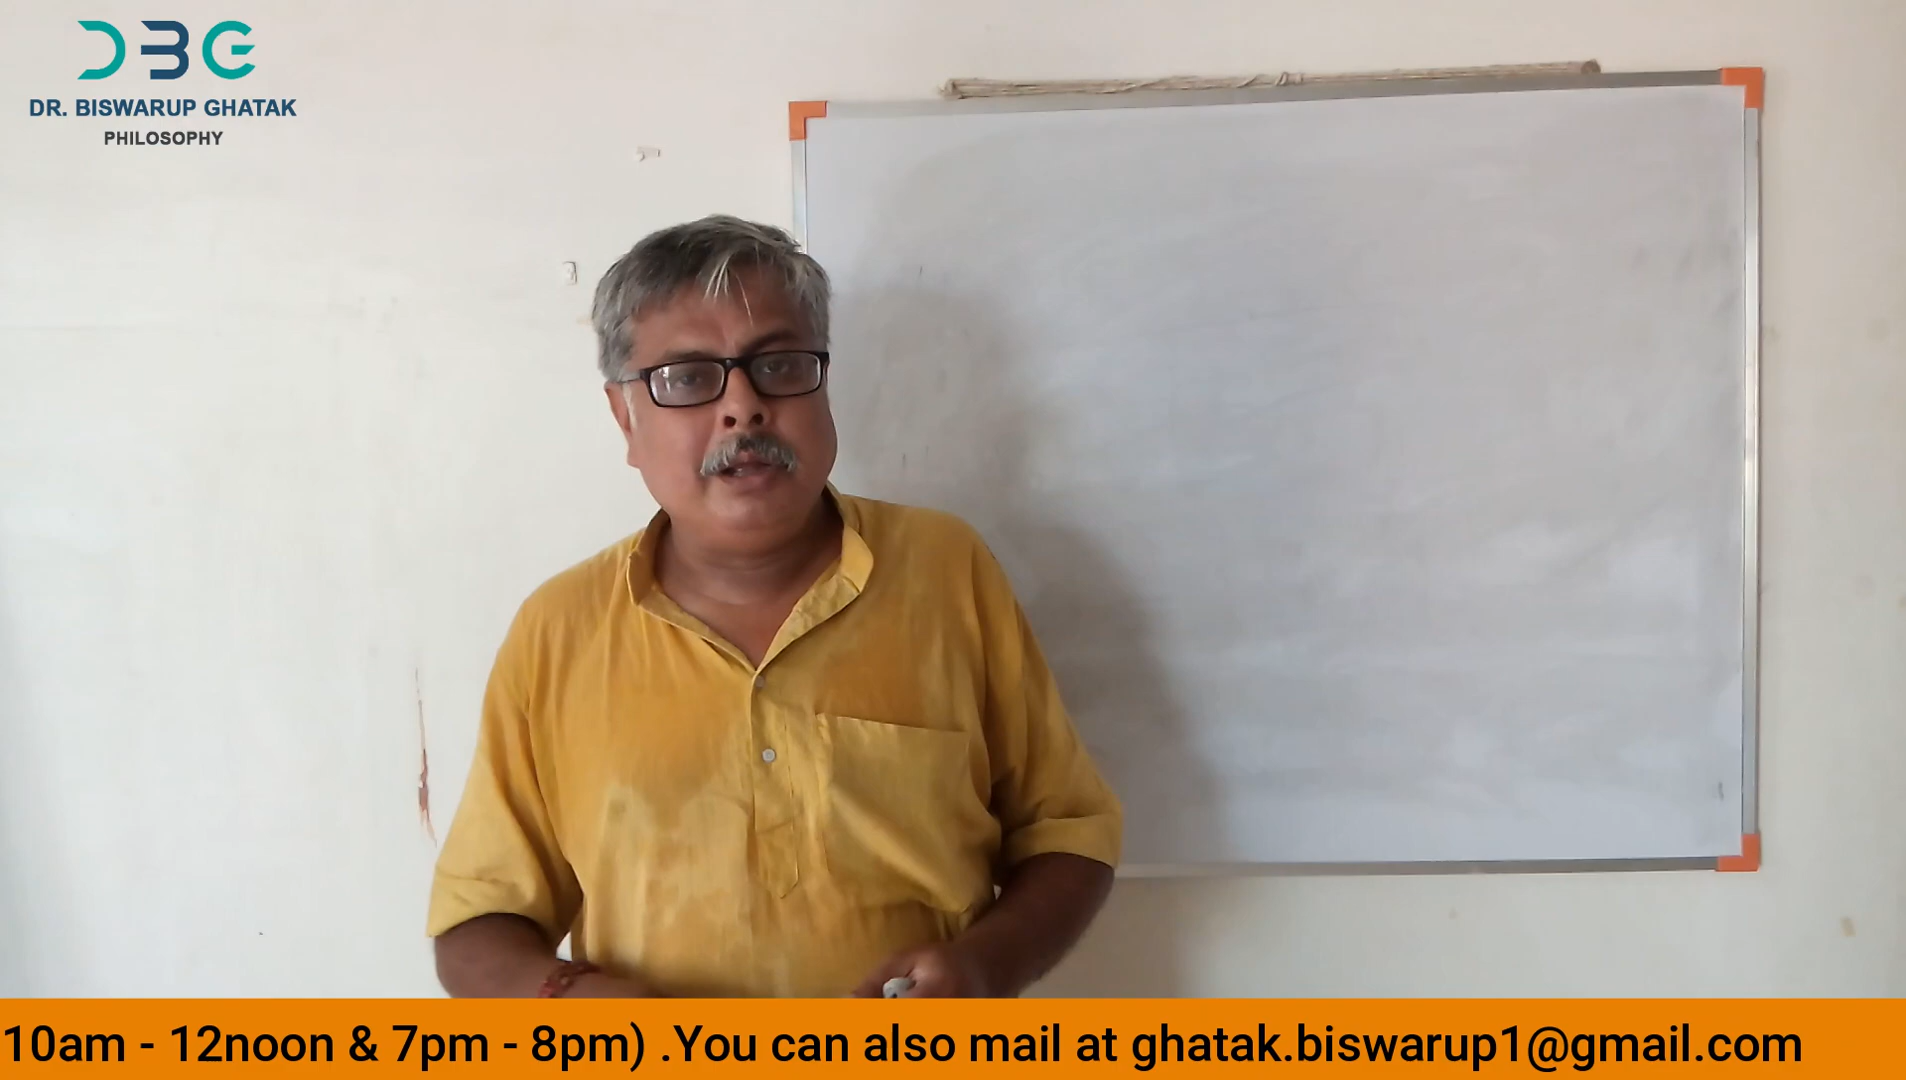 DBG
DR. BISWARUP GHATAK
PHILOSOPHY
10am - 12noon & 7pm - 8pm) .You can also mail at ghatak.biswarup1@gmail.com